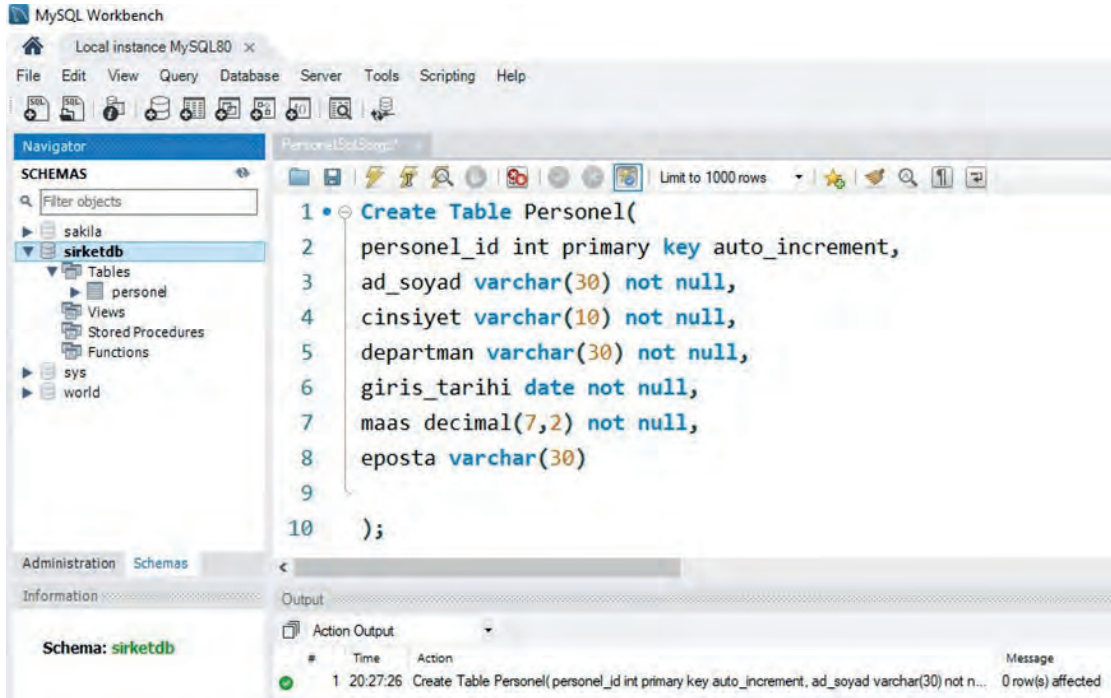 MySQL Workbench
Local instance MySQL80 ×
File Edit View Query Database Server Tools Scripting Help
Navigator
SCHEMAS
Filter objects
sakila
sirketdb
Tables
personel
Views
Stored Procedures
Functions
sys
world
Administration Schemas
Information
Schema: sirketdb
Limit to 1000 rows
1 Create Table Personel(
2 personel_id int primary key auto_increment,
3 ad_soyad varchar(30) not null,
4 cinsiyet varchar(10) not null,
5 departman varchar(30) not null,
6 giris_tarihi date not null,
7 maas decimal(7,2) not null,
8 eposta varchar(30)
9
10 );
Output
Action Output
# Time Action Message
1 20:27:26 Create Table Personel( personel_id int primary key auto_increment, ad_soyad varchar(30) not n... 0 row(s) affected